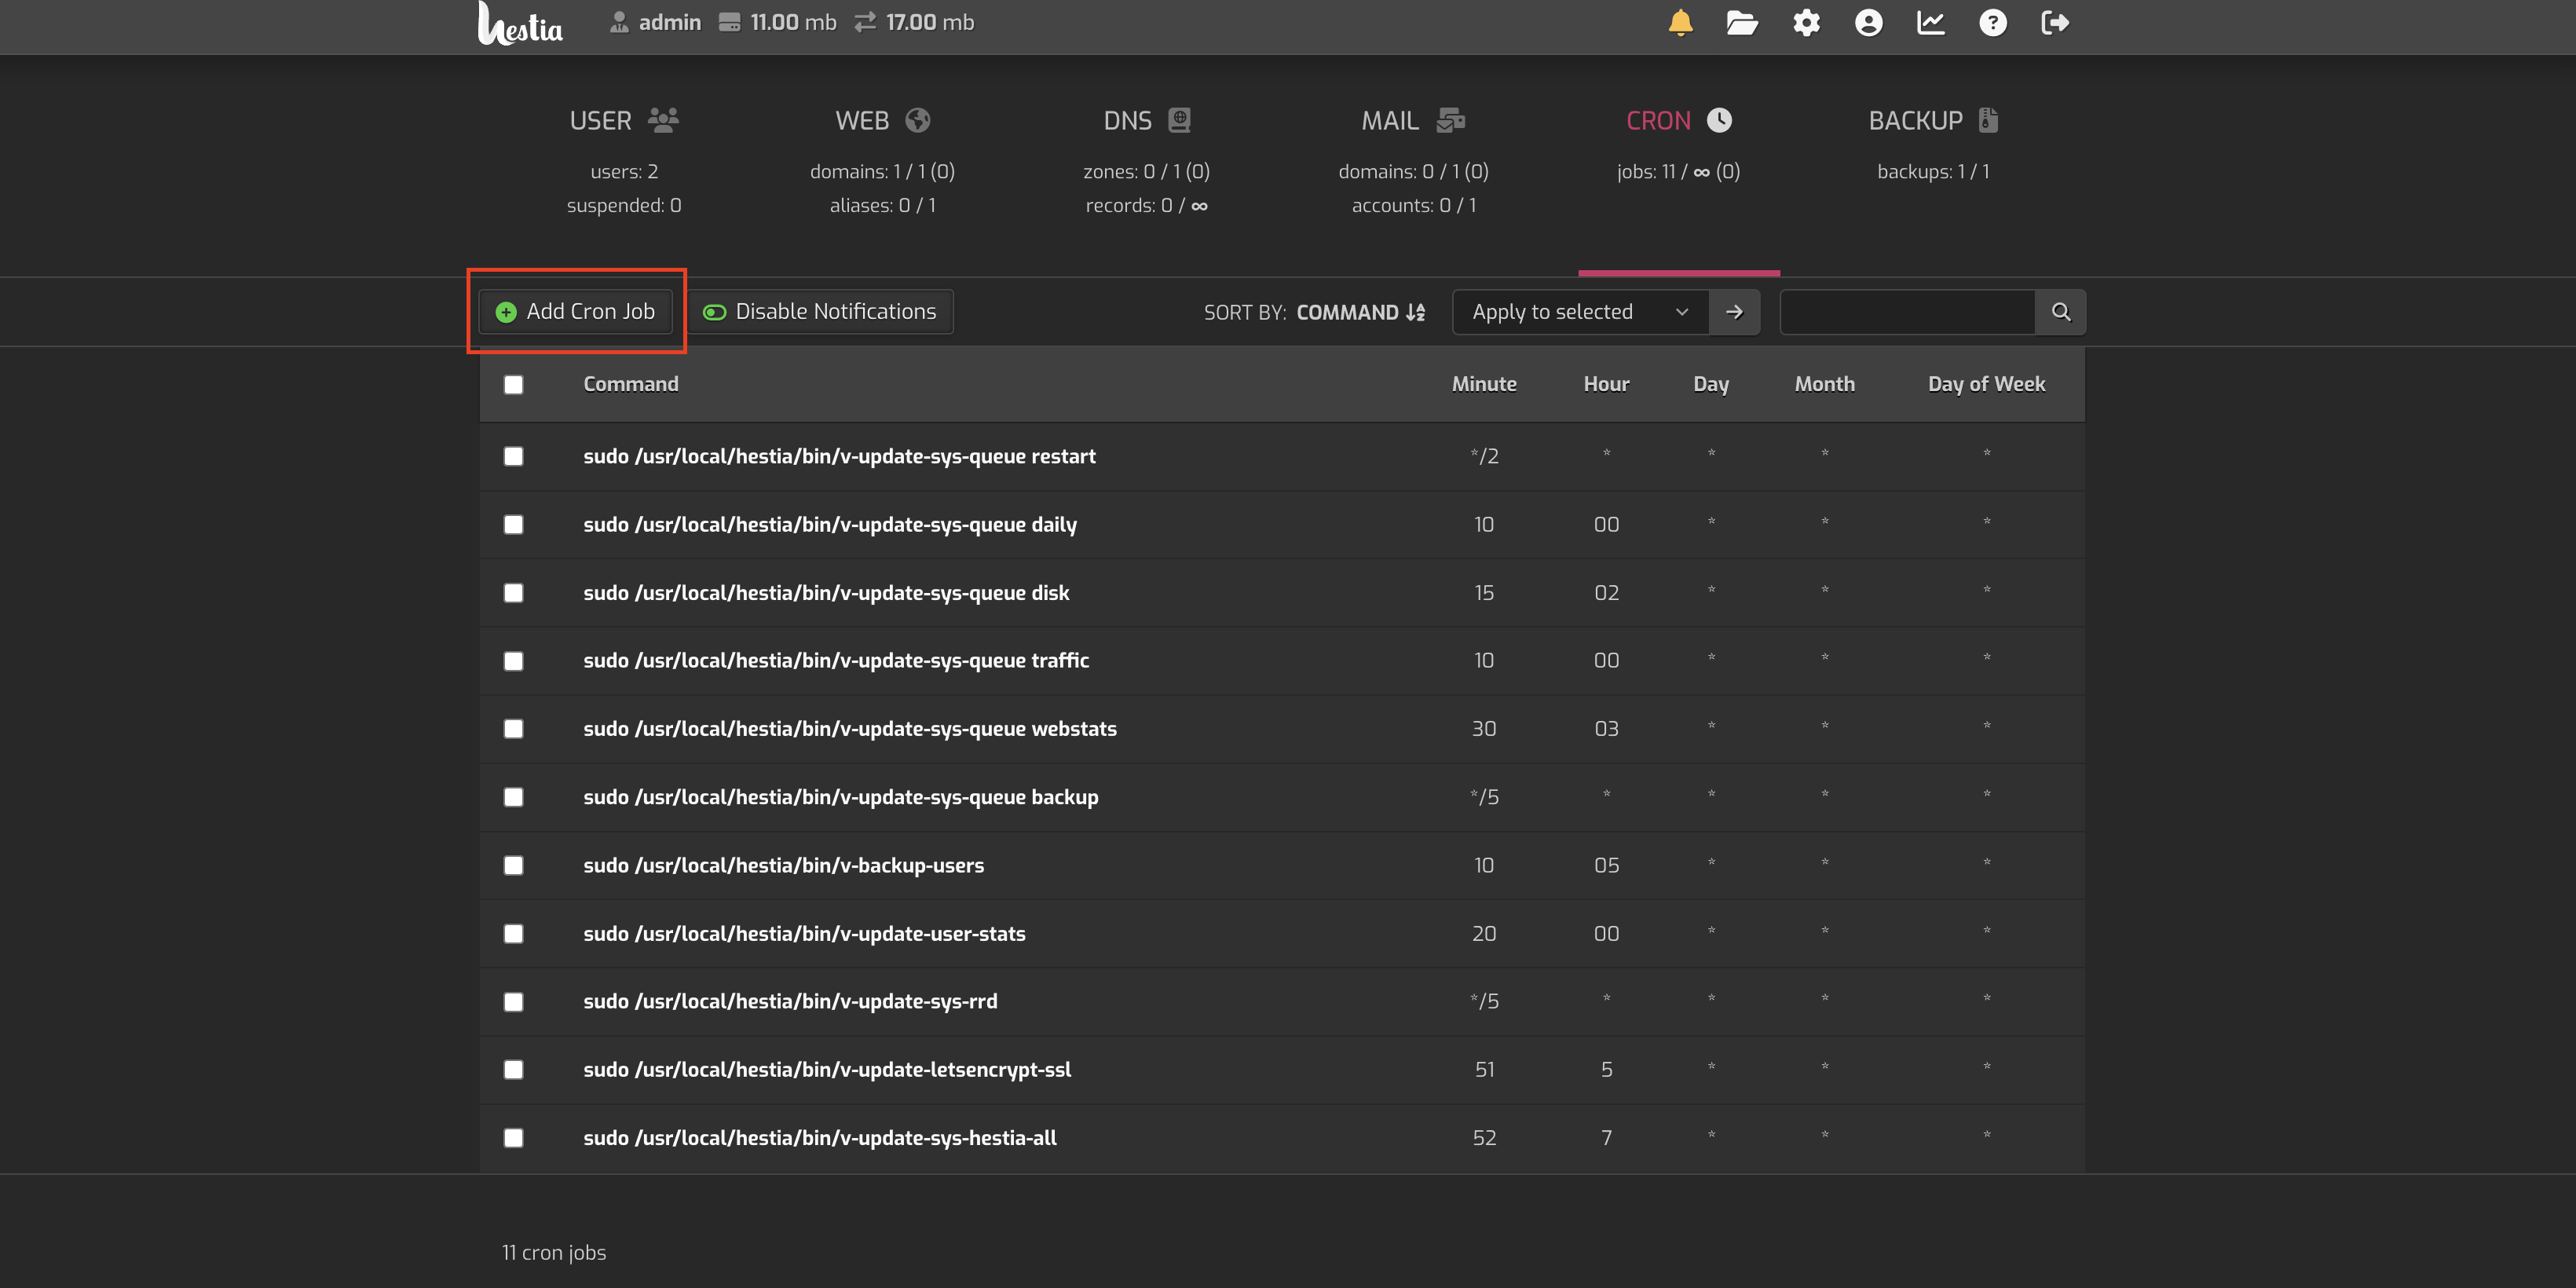 hestia admin 11.00 mb 17.00 mb
USER WEB DNS MAIL CRON BACKUP
users: 2 domains: 1 / 1 (0) zones: 0 / 1 (0) domains: 0 / 1 (0) jobs: 11 / ∞ (0) backups: 1 / 1
suspended: 0 aliases: 0 / 1 records: 0 / ∞ accounts: 0 / 1
Add Cron Job Disable Notifications SORT BY: COMMAND Apply to selected
Command Minute Hour Day Month Day of Week
sudo /usr/local/hestia/bin/v-update-sys-queue restart */2 * * * *
sudo /usr/local/hestia/bin/v-update-sys-queue daily 10 00 * * *
sudo /usr/local/hestia/bin/v-update-sys-queue disk 15 02 * * *
sudo /usr/local/hestia/bin/v-update-sys-queue traffic 10 00 * * *
sudo /usr/local/hestia/bin/v-update-sys-queue webstats 30 03 * * *
sudo /usr/local/hestia/bin/v-update-sys-queue backup */5 * * * *
sudo /usr/local/hestia/bin/v-backup-users 10 05 * * *
sudo /usr/local/hestia/bin/v-update-user-stats 20 00 * * *
sudo /usr/local/hestia/bin/v-update-sys-rrd */5 * * * *
sudo /usr/local/hestia/bin/v-update-letsencrypt-ssl 51 5 * * *
sudo /usr/local/hestia/bin/v-update-sys-hestia-all 52 7 * * *
11 cron jobs